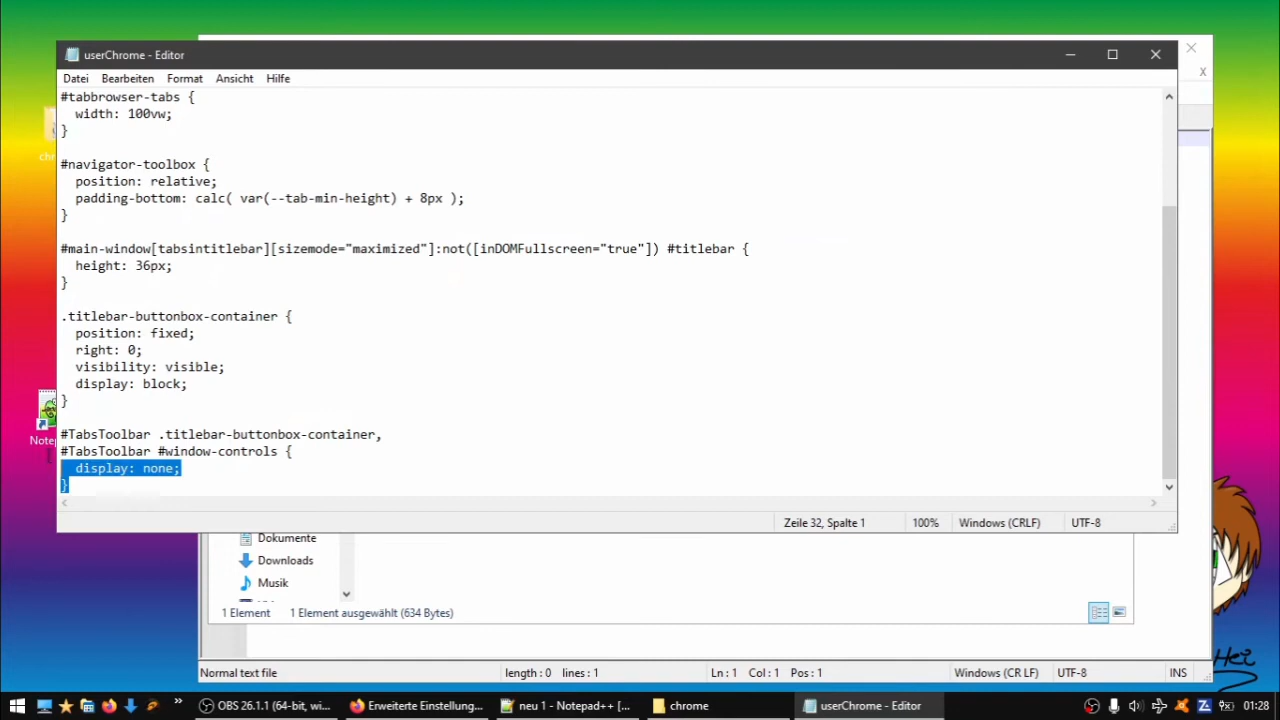 userChrome - Editor
Datei Bearbeiten Format Ansicht Hilfe
X
#tabbrowser-tabs {
width: 100vw;
}
#navigator-toolbox {
position: relative;
padding-bottom: calc( var(--tab-min-height) + 8px );
}
#main-window[tabsintitlebar][sizemode="maximized"]:not([inDOMFullscreen="true"]) #titlebar {
height: 36px;
}
.titlebar-buttonbox-container {
position: fixed;
right: 0;
visibility: visible;
display: block;
}
#TabsToolbar .titlebar-buttonbox-container,
#TabsToolbar #window-controls {
display: none;
}
Zeile 32, Spalte 1 100% Windows (CRLF) UTF-8
Dokumente
Downloads
Musik
1 Element 1 Element ausgewählt (634 Bytes)
Normal text file length : 0 lines : 1 Ln : 1 Col : 1 Pos : 1 Windows (CR LF) UTF-8 INS
OBS 26.1.1 (64-bit, wi... Erweiterte Einstellung... neu 1 - Notepad++ [... chrome userChrome - Editor 01:28